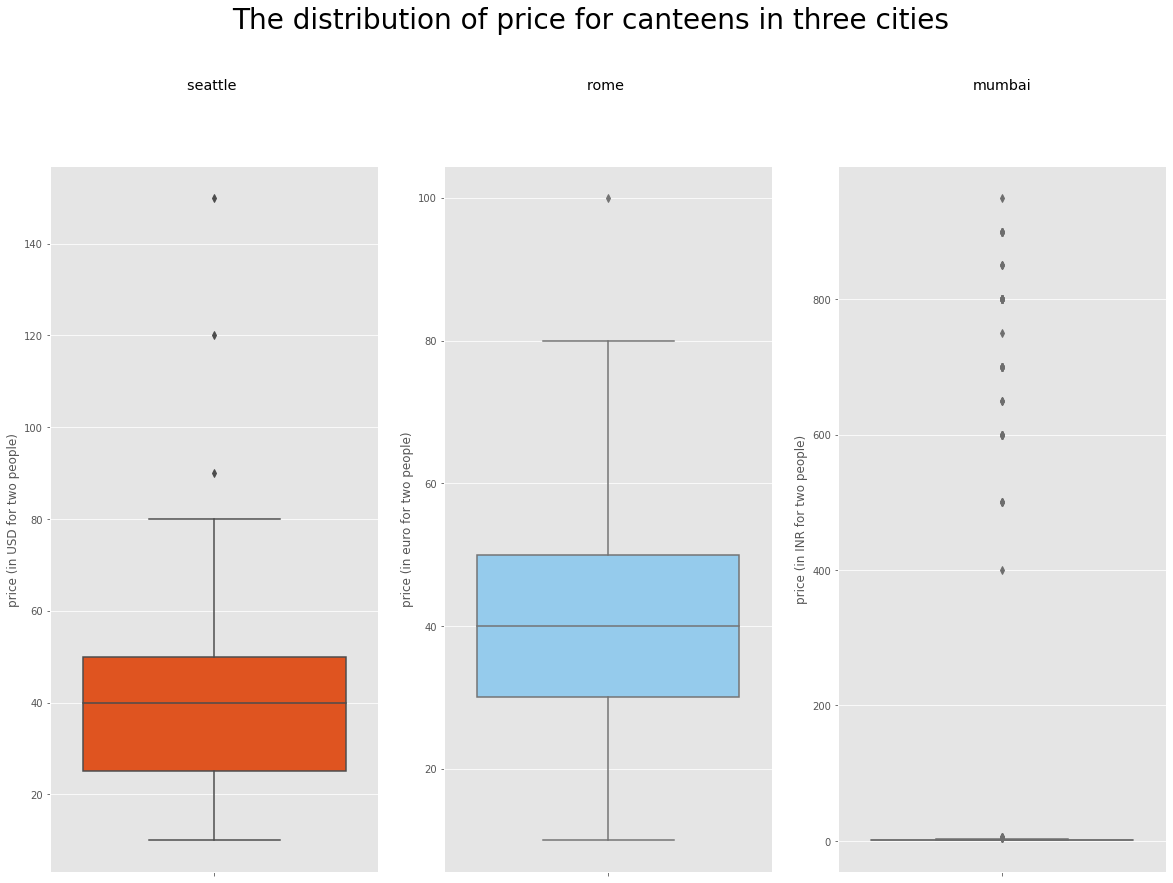 The distribution of price for canteens in three cities
seattle
rome
mumbai
price (in USD for two people)
140
120
100
80
60
40
20
price (in euro for two people)
100
80
60
40
20
price (in INR for two people)
800
600
400
200
0